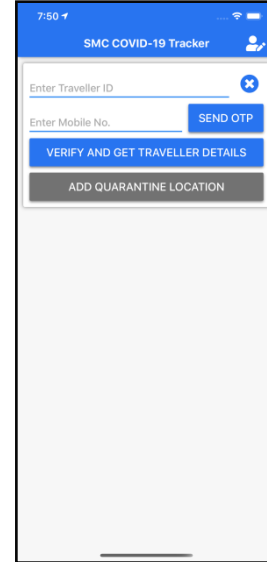 7:50
SMC COVID-19 Tracker
Enter Traveller ID
Enter Mobile No.
SEND OTP
VERIFY AND GET TRAVELLER DETAILS
ADD QUARANTINE LOCATION